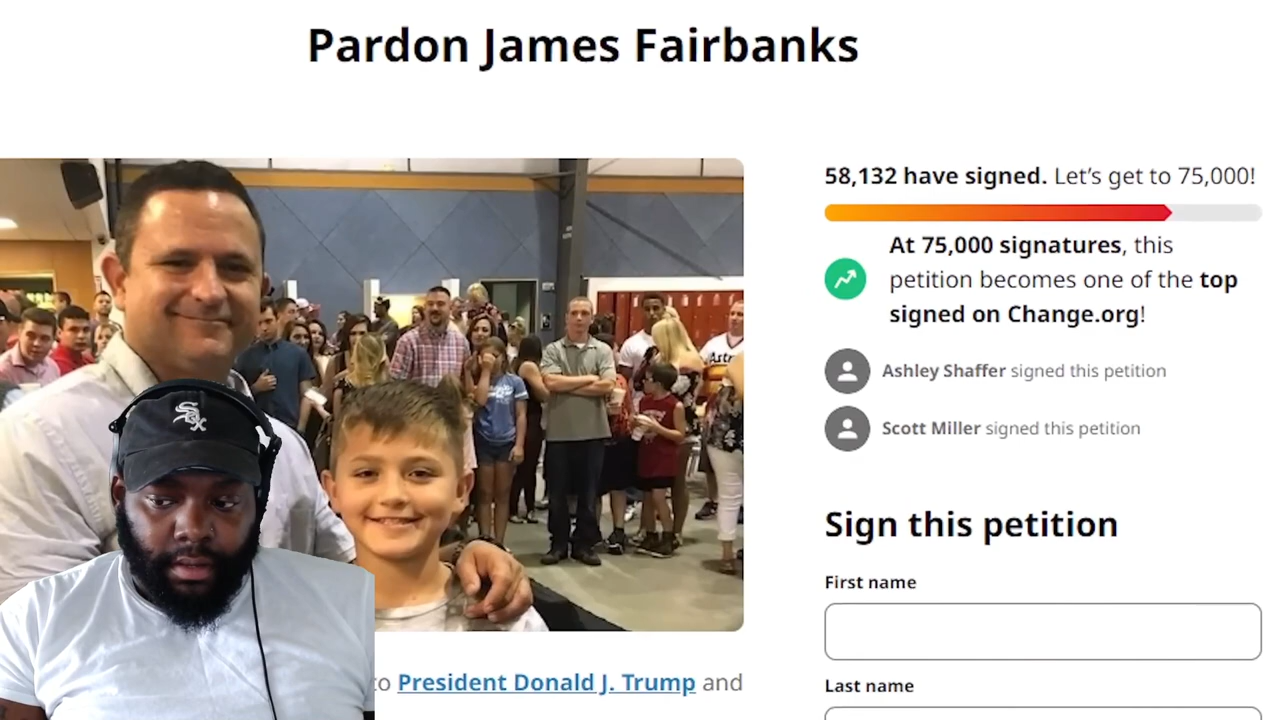 Pardon James Fairbanks
58,132 have signed. Let's get to 75,000!
At 75,000 signatures, this
petition becomes one of the top
signed on Change.org!
Ashley Shaffer signed this petition
Scott Miller signed this petition
Sign this petition
First name
Last name
Astr
Sox
to President Donald J. Trump and